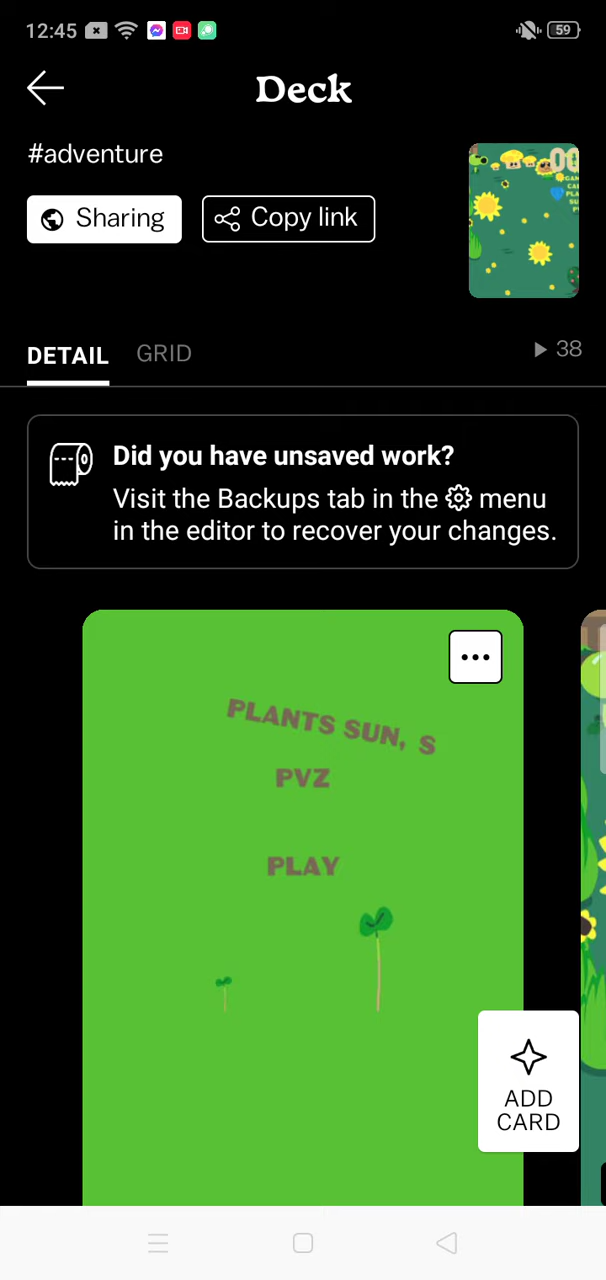 12:45
59
Deck
#adventure
Sharing
Copy link
DETAIL
GRID
38
Did you have unsaved work?
Visit the Backups tab in the menu
in the editor to recover your changes.
PLANTS SUN, S
PVZ
PLAY
ADD
CARD